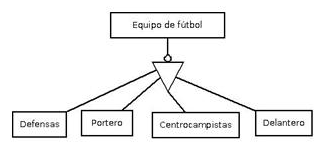 Equipo de fútbol
Defensas
Portero
Centrocampistas
Delantero